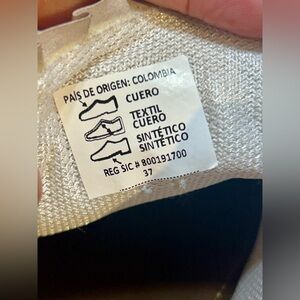 PAÍS DE ORIGEN: COLOMBIA
CUERO
TEXTIL
CUERO
SINTÉTICO
SINTÉTICO
REG SIC # 800191700
37